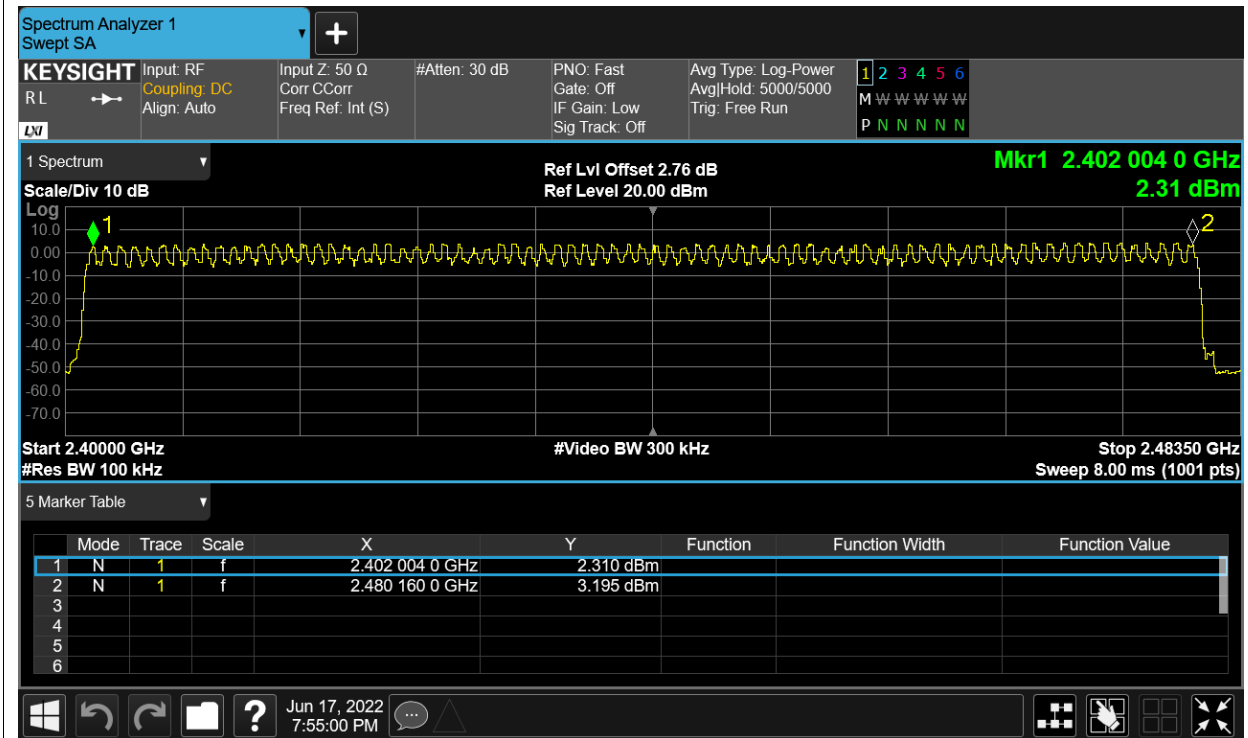 Spectrum Analyzer 1
Swept SA
+
KEYSIGHT Input: RF Input Z: 50 Ω #Atten: 30 dB PNO: Fast Avg Type: Log-Power 1 2 3 4 5 6
R L Coupling: DC Corr CCorr Gate: Off Avg|Hold: 5000/5000 M W W W W W
Align: Auto Freq Ref: Int (S) IF Gain: Low Trig: Free Run
LXI Sig Track: Off P N N N N N
1 Spectrum Ref Lvl Offset 2.76 dB Mkr1 2.402 004 0 GHz
Scale/Div 10 dB Ref Level 20.00 dBm 2.31 dBm
Log
1 2
10.0
0.00
-10.0
-20.0
-30.0
-40.0
-50.0
-60.0
-70.0
Start 2.40000 GHz #Video BW 300 kHz Stop 2.48350 GHz
#Res BW 100 kHz Sweep 8.00 ms (1001 pts)
5 Marker Table
Mode Trace Scale X Y Function Function Width Function Value
1 N 1 f 2.402 004 0 GHz 2.310 dBm
2 N 1 f 2.480 160 0 GHz 3.195 dBm
3
4
5
6
? Jun 17, 2022
7:55:00 PM